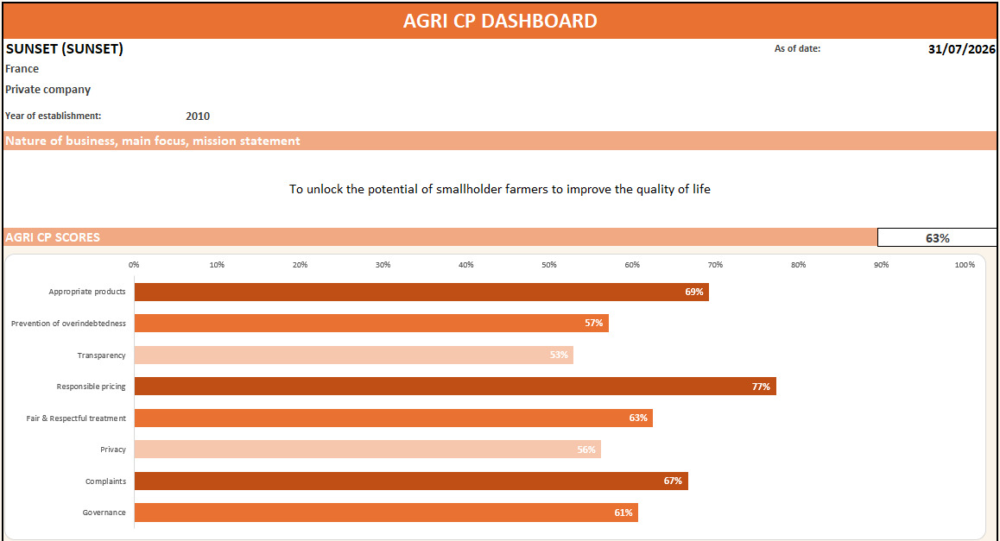 AGRI CP DASHBOARD
SUNSET (SUNSET) As of date: 31/07/2026
France
Private company
Year of establishment: 2010
Nature of business, main focus, mission statement
To unlock the potential of smallholder farmers to improve the quality of life
AGRI CP SCORES 63%
0% 10% 20% 30% 40% 50% 60% 70% 80% 90% 100%
Appropriate products 69%
Prevention of overindebtedness 57%
Transparency 53%
Responsible pricing 77%
Fair & Respectful treatment 63%
Privacy 56%
Complaints 67%
Governance 61%